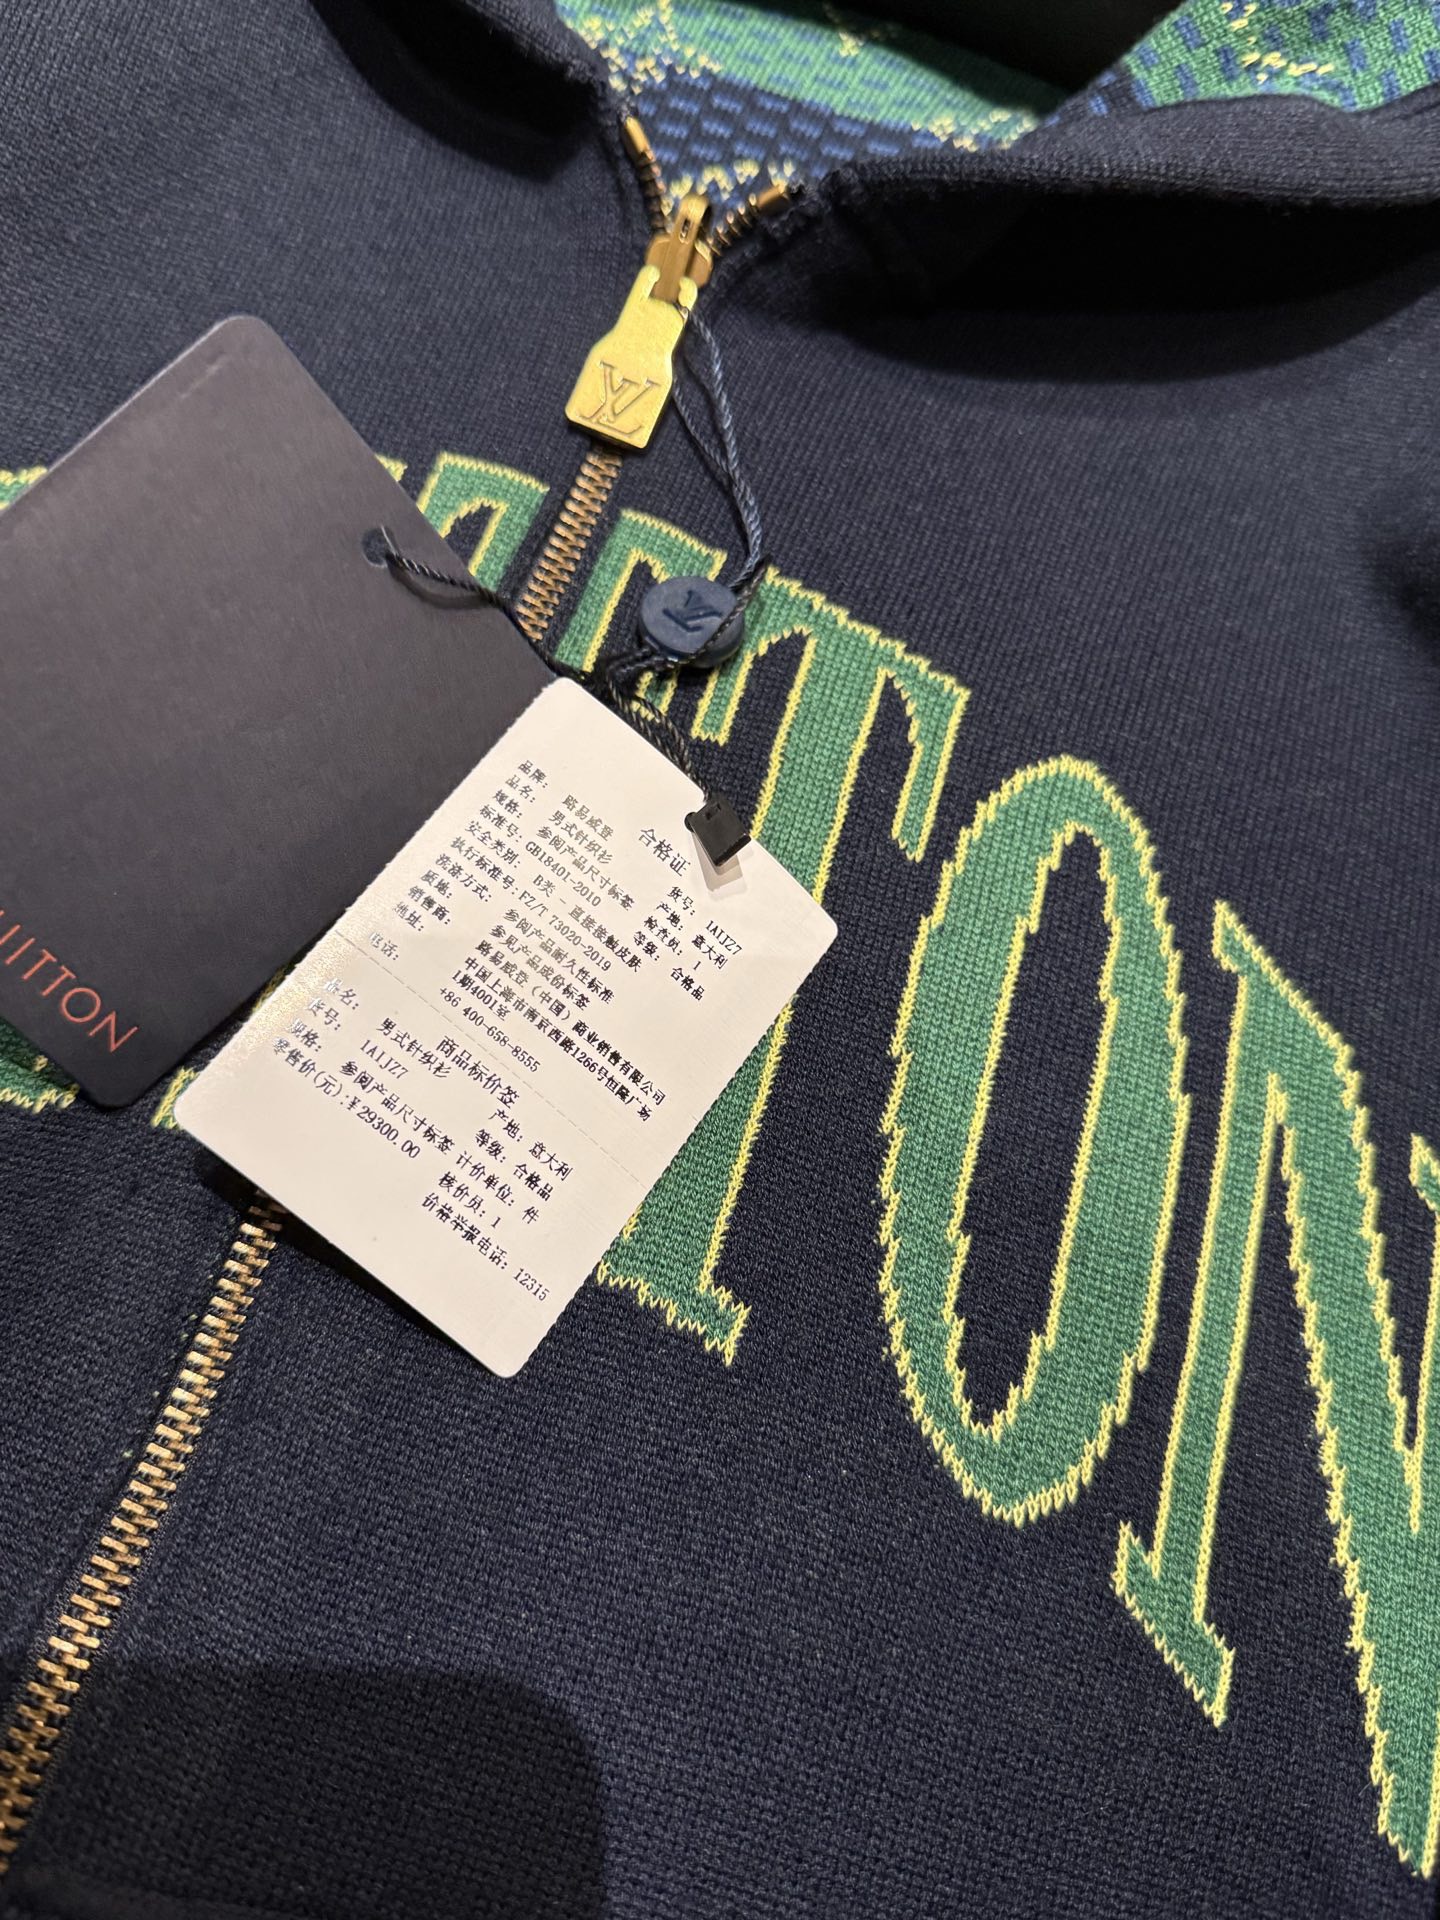 LV
LV
UITTON
TTON
合格证
品牌： 路易威登 货号： 1A1JZ7
品名： 男式针织衫 产地： 意大利
规格： 参阅产品尺寸标签 检查员： 1
标准号： GB18401-2010 等级： 合格品
安全类别： B类 - 直接接触皮肤
执行标准号：FZ/T 73020-2019
洗涤方式： 参阅产品耐久性标准
质地： 参见产品成份标签
销售商： 路易威登（中国）商业销售有限公司
地址： 中国上海市南京西路1266号恒隆广场
1期4001室
电话： +86 400-658-8555
商品标价签
品名： 男式针织衫 产地： 意大利
货号： 1A1JZ7 等级： 合格品
规格： 参阅产品尺寸标签 计价单位： 件
零售价(元)：￥29300.00 核价员： 1
价格举报电话： 12315